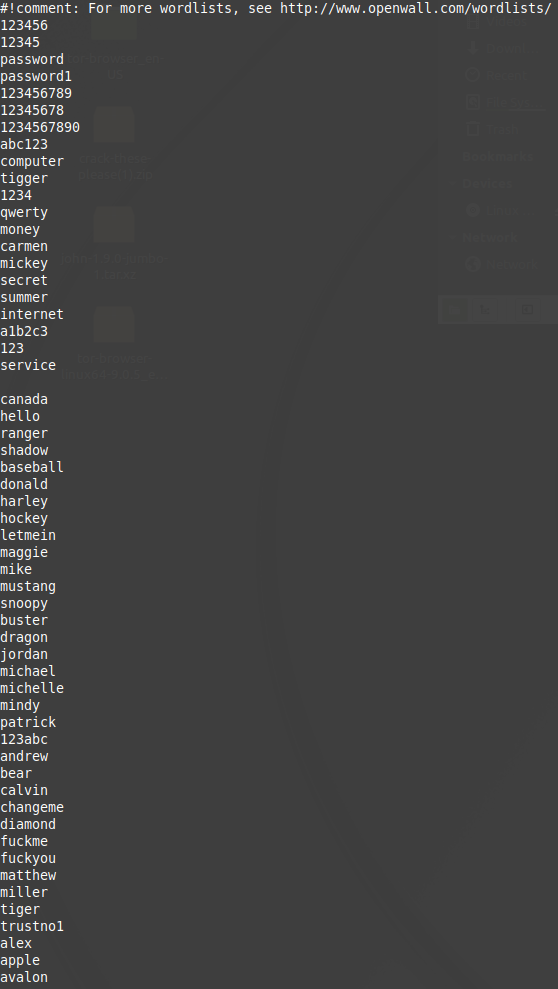 #!comment: For more wordlists, see http://www.openwall.com/wordlists/
123456
12345
password
password1
123456789
12345678
1234567890
abc123
computer
tigger
1234
qwerty
money
carmen
mickey
secret
summer
internet
a1b2c3
123
service

canada
hello
ranger
shadow
baseball
donald
harley
hockey
letmein
maggie
mike
mustang
snoopy
buster
dragon
jordan
michael
michelle
mindy
patrick
123abc
andrew
bear
calvin
changeme
diamond
fuckme
fuckyou
matthew
miller
tiger
trustno1
alex
apple
avalon